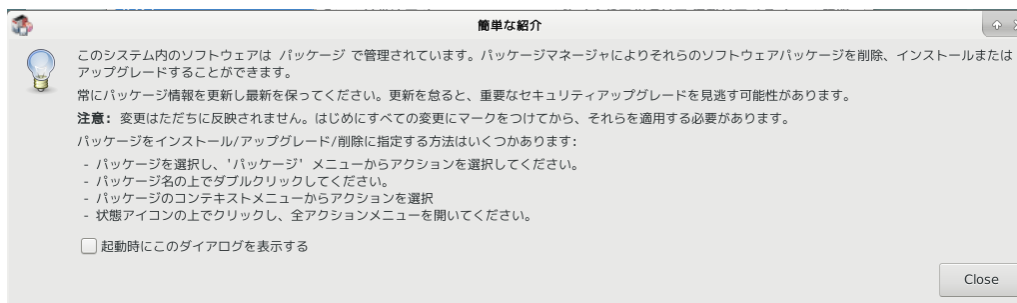 簡単な紹介
このシステム内のソフトウェアは パッケージ で管理されています。パッケージマネージャによりそれらのソフトウェアパッケージを削除、インストールまたは
アップグレードすることができます。
常にパッケージ情報を更新し最新を保ってください。更新を怠ると、重要なセキュリティアップグレードを見逃す可能性があります。
注意: 変更はただちに反映されません。はじめにすべての変更にマークをつけてから、それらを適用する必要があります。
パッケージをインストール/アップグレード/削除に指定する方法はいくつかあります:
- パッケージを選択し、'パッケージ' メニューからアクションを選択してください。
- パッケージ名の上でダブルクリックしてください。
- パッケージのコンテキストメニューからアクションを選択
- 状態アイコンの上でクリックし、全アクションメニューを開いてください。
起動時にこのダイアログを表示する
Close